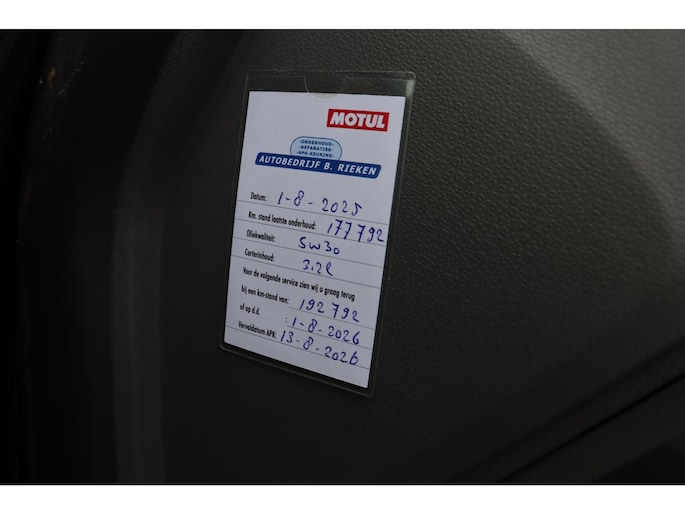 MOTUL
-ONDERHOUD-
-REPARATIES-
-APK-KEURING-
AUTOBEDRIJF B. RIEKEN
Datum: 1-8-2025
Km. stand laatste onderhoud: 177792
Oliekwaliteit: 5W30
Carterinhoud: 3.2l
Voor de volgende service zien wij u graag terug
bij een km-stand van: 192792
of op d.d. : 1-8-2026
Vervaldatum APK: 13-8-2026